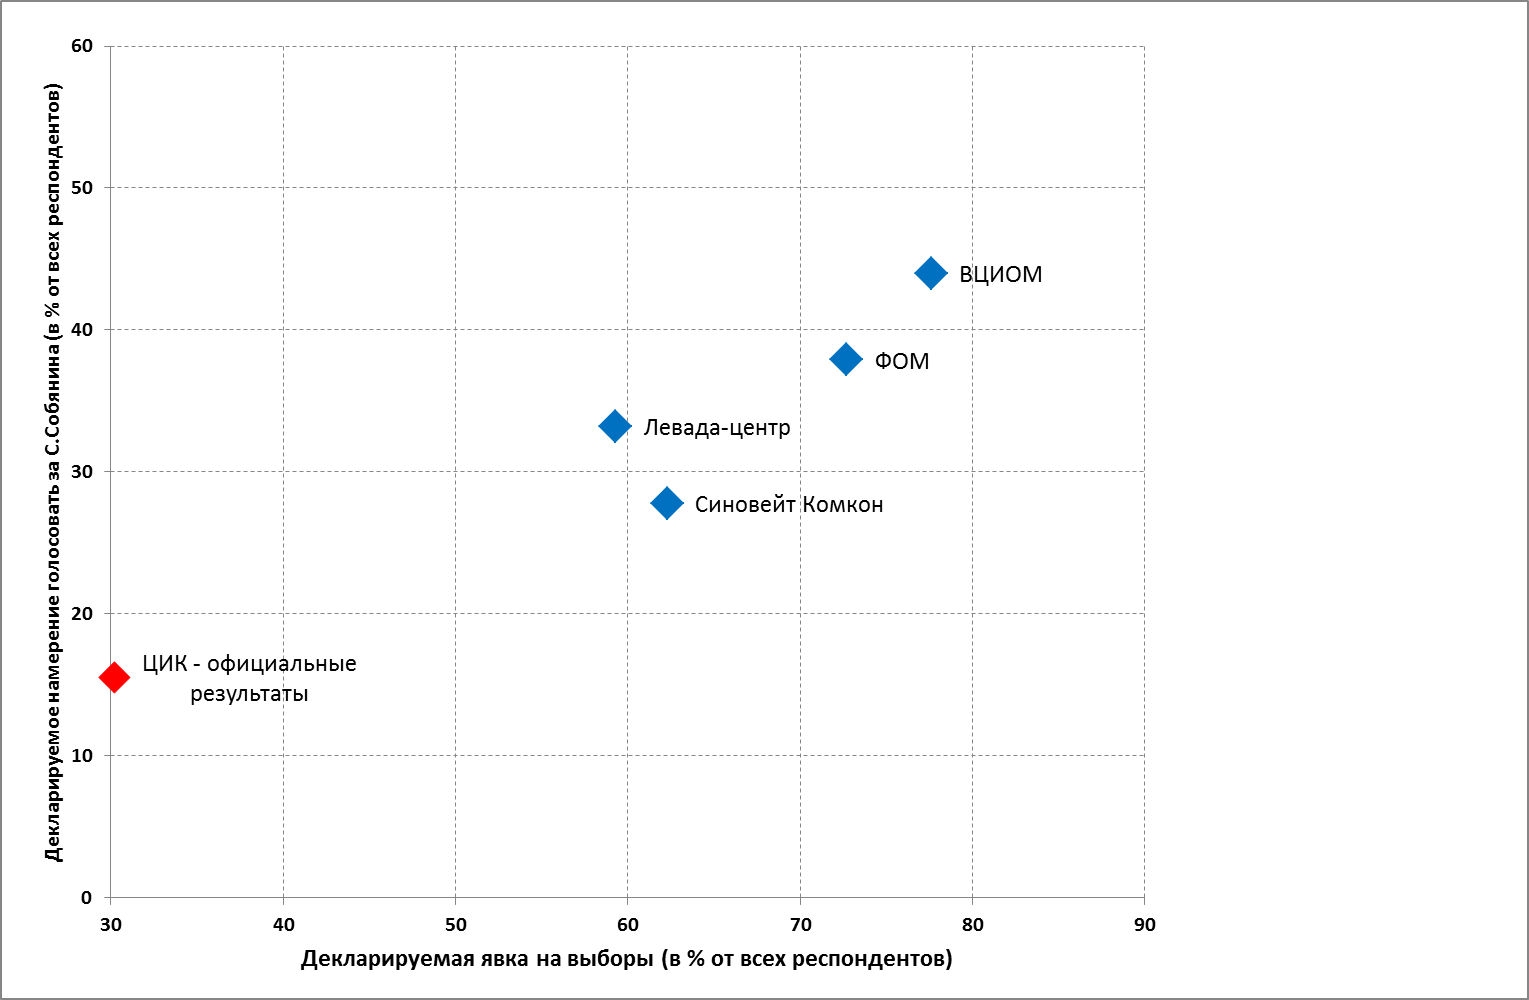 Декларируемое намерение голосовать за С.Собянина (в % от всех респондентов)
60
50
40
30
20
10
0
ВЦИОМ
ФОМ
Левада-центр
Синовейт Комкон
ЦИК - официальные
результаты
30 40 50 60 70 80 90
Декларируемая явка на выборы (в % от всех респондентов)